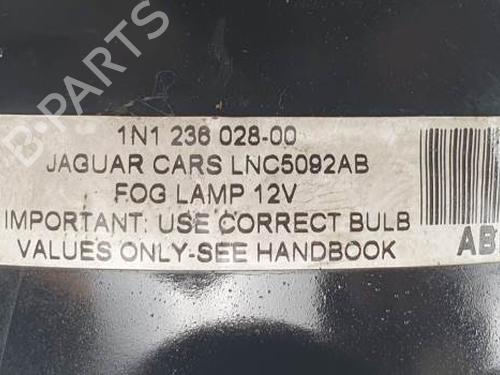 B-PARTS
1N1 236 028-00
JAGUAR CARS LNC5092AB
FOG LAMP 12V
IMPORTANT: USE CORRECT BULB
VALUES ONLY-SEE HANDBOOK
AB